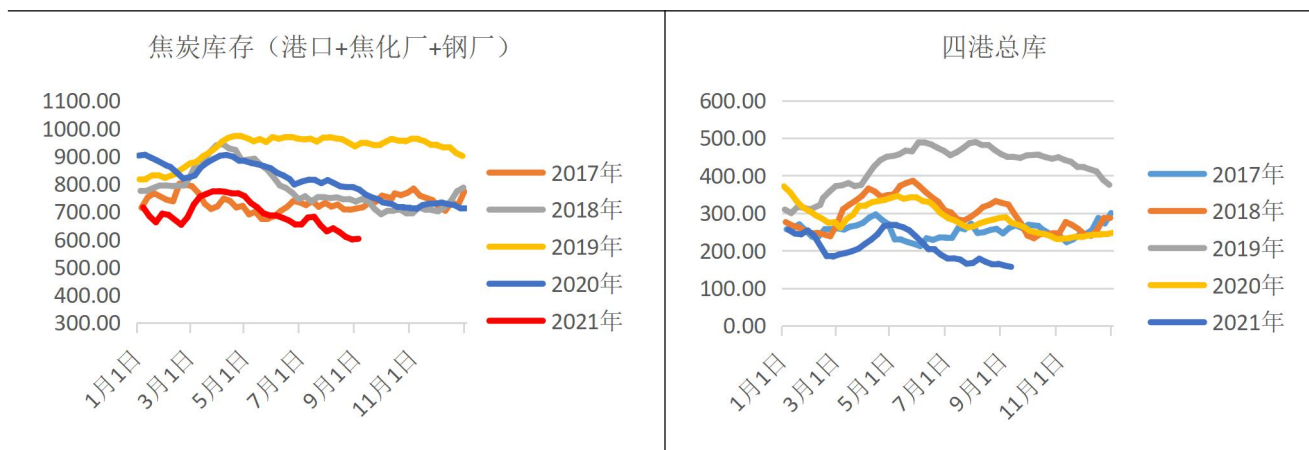 焦炭库存（港口+焦化厂+钢厂）
1100.00
1000.00
900.00
800.00
700.00
600.00
500.00
400.00
300.00
1月1日
3月1日
5月1日
7月1日
9月1日
11月1日
2017年
2018年
2019年
2020年
2021年
四港总库
600.00
500.00
400.00
300.00
200.00
100.00
0.00
1月1日
3月1日
5月1日
7月1日
9月1日
11月1日
2017年
2018年
2019年
2020年
2021年